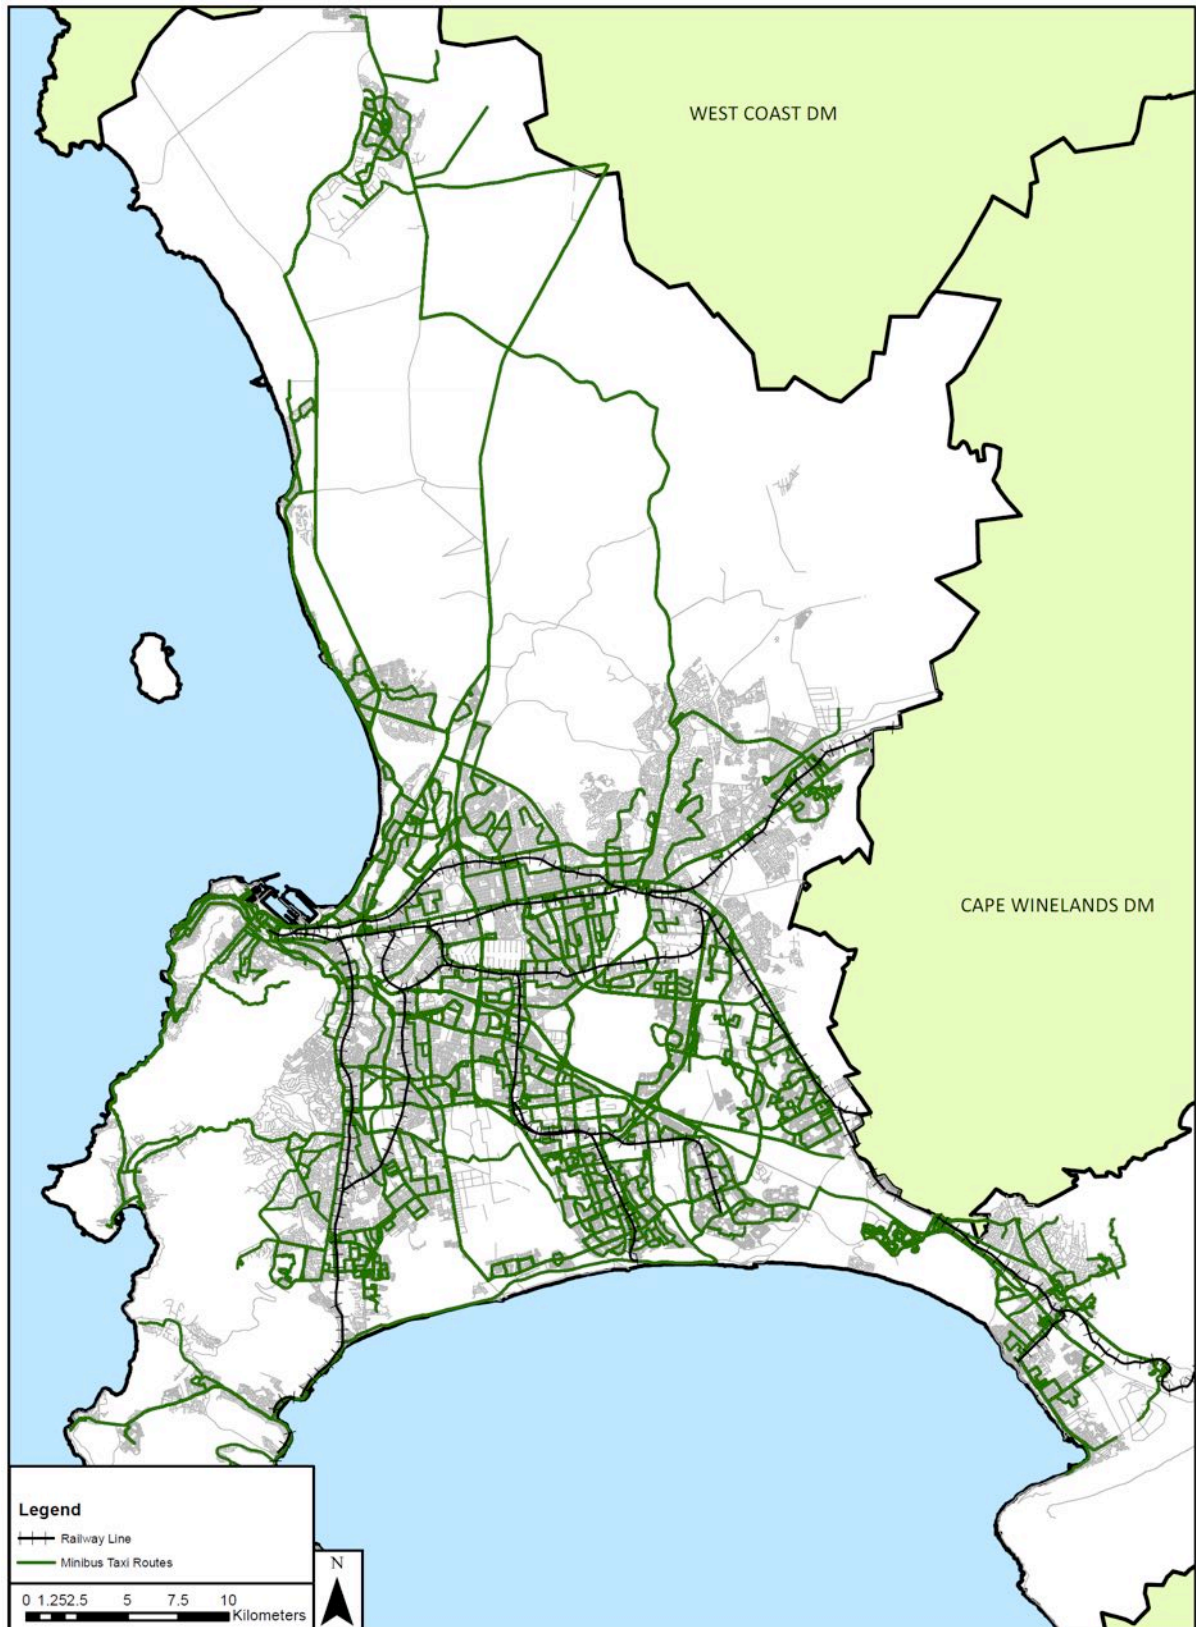 WEST COAST DM
CAPE WINELANDS DM
Legend
Railway Line
Minibus Taxi Routes
N
0 1.252.5 5 7.5 10
Kilometers